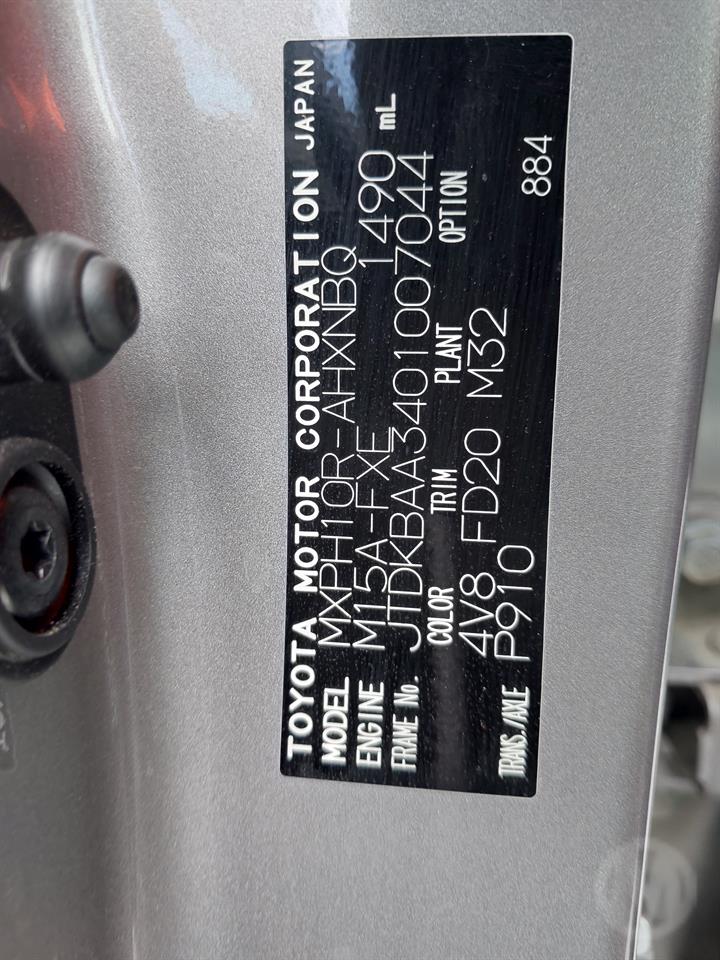 TOYOTA MOTOR CORPORATION JAPAN
MODEL MXPH10R-AHXNBQ
ENGINE M15A-FXE 1490 mL
FRAME No. JTDKBAA3401007044
COLOR TRIM PLANT OPTION
4V8 FD20 M32
TRANS./AXLE P910 884